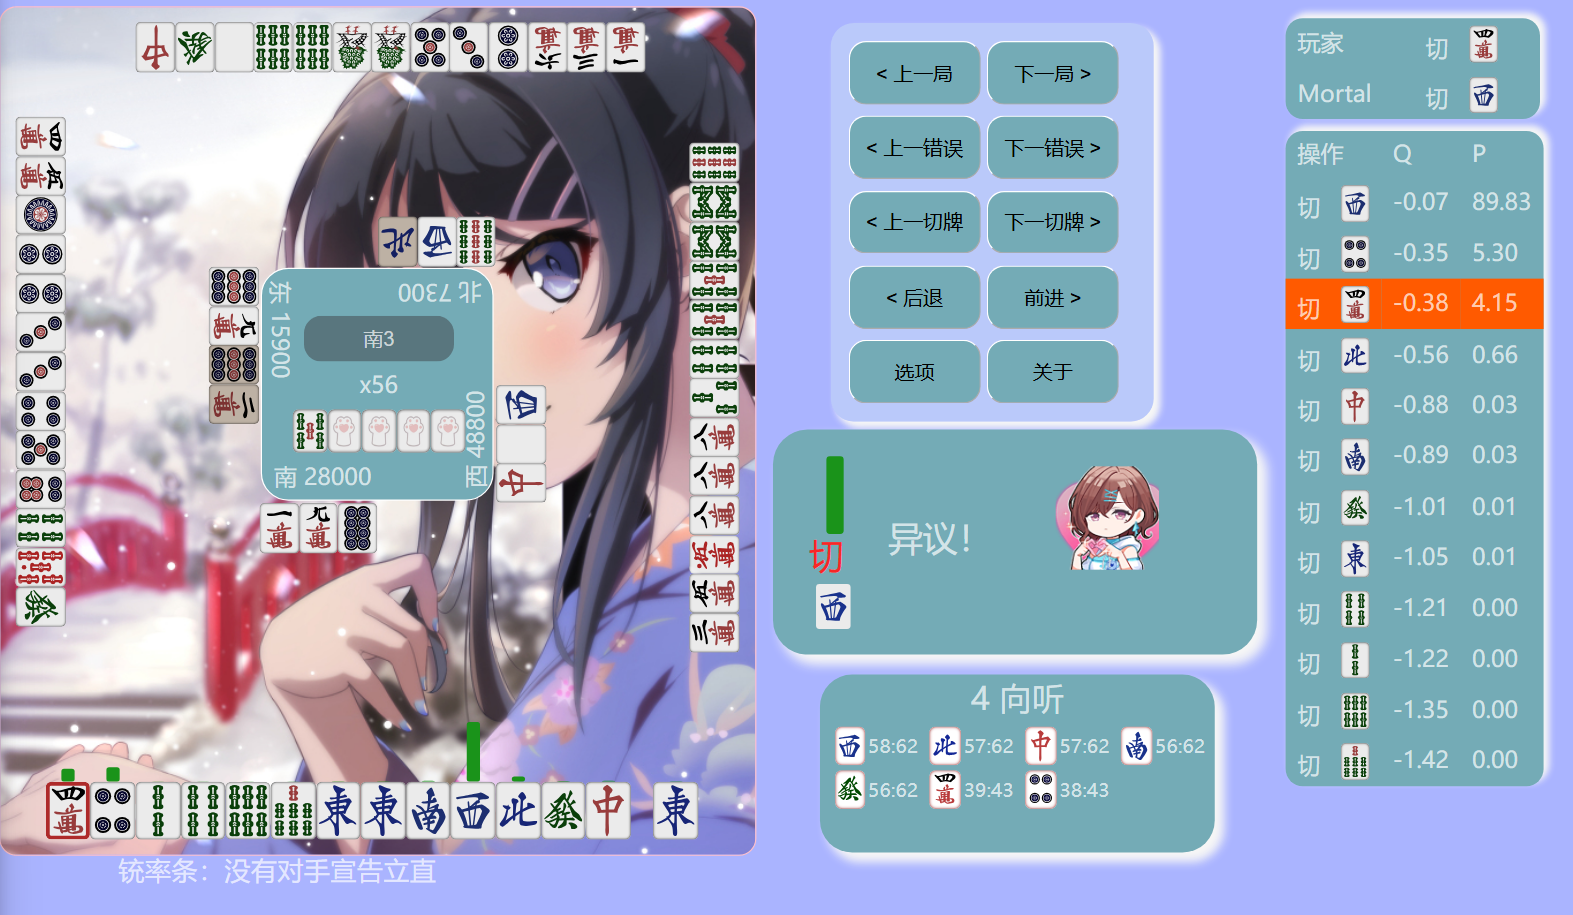 東 15900
北 7300
南3
x56
西 48800
南 28000
铳率条：没有对手宣告立直
< 上一局
下一局 >
< 上一错误
下一错误 >
< 上一切牌
下一切牌 >
< 后退
前进 >
选项
关于
切
异议！
4 向听
58:62 57:62 57:62 56:62
56:62 39:43 38:43
玩家 切
Mortal 切
操作 Q P
切 -0.07 89.83
切 -0.35 5.30
切 -0.38 4.15
切 -0.56 0.66
切 -0.88 0.03
切 -0.89 0.03
切 -1.01 0.01
切 -1.05 0.01
切 -1.21 0.00
切 -1.22 0.00
切 -1.35 0.00
切 -1.42 0.00